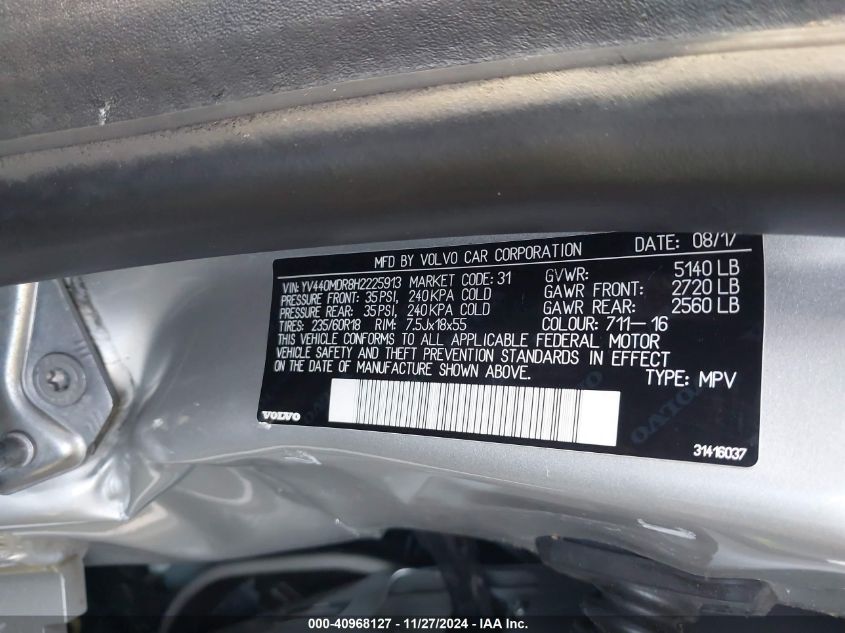 MFD BY VOLVO CAR CORPORATION DATE: 08/17
VIN: YV440MDR8H2225913 MARKET CODE: 31 GVWR: 5140 LB
PRESSURE FRONT: 35PSI, 240KPA COLD GAWR FRONT: 2720 LB
PRESSURE REAR: 35PSI, 240KPA COLD GAWR REAR: 2560 LB
TIRES: 235/60R18 RIM: 7.5Jx18x55 COLOUR: 711-16
THIS VEHICLE CONFORMS TO ALL APPLICABLE FEDERAL MOTOR
VEHICLE SAFETY AND THEFT PREVENTION STANDARDS IN EFFECT
ON THE DATE OF MANUFACTURE SHOWN ABOVE. TYPE: MPV
VOLVO
VOLVO
31416037
000-40968127 - 11/27/2024 - IAA Inc.